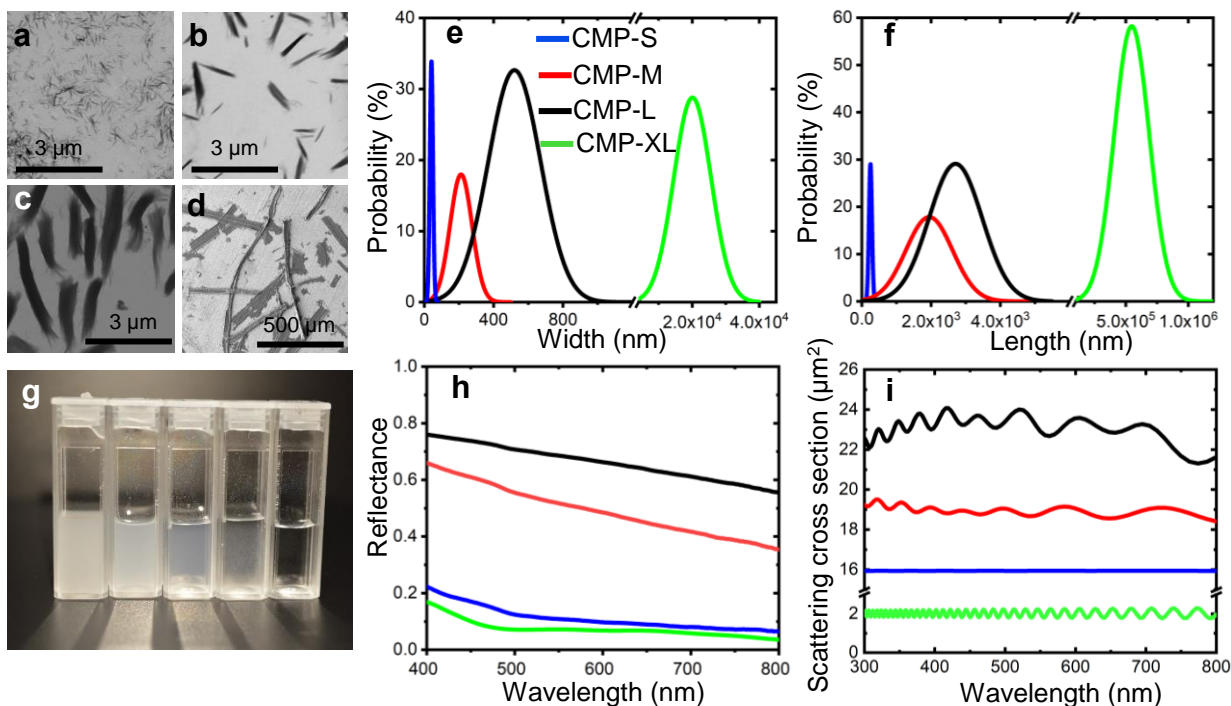 a
3 µm
b
3 µm
c
3 µm
d
500 µm
e
CMP-S
CMP-M
CMP-L
CMP-XL
Probability (%)
40
30
20
10
0
0 400 800 2.0x10⁴ 4.0x10⁴
Width (nm)
f
Probability (%)
60
50
40
30
20
10
0
0.0 2.0x10³ 4.0x10³ 5.0x10⁵ 1.0x10⁶
Length (nm)
g
h
Reflectance
1.0
0.8
0.6
0.4
0.2
0.0
400 500 600 700 800
Wavelength (nm)
i
Scattering cross section (µm²)
26
24
22
21
18
16
2
0
300 400 500 600 700 800
Wavelength (nm)